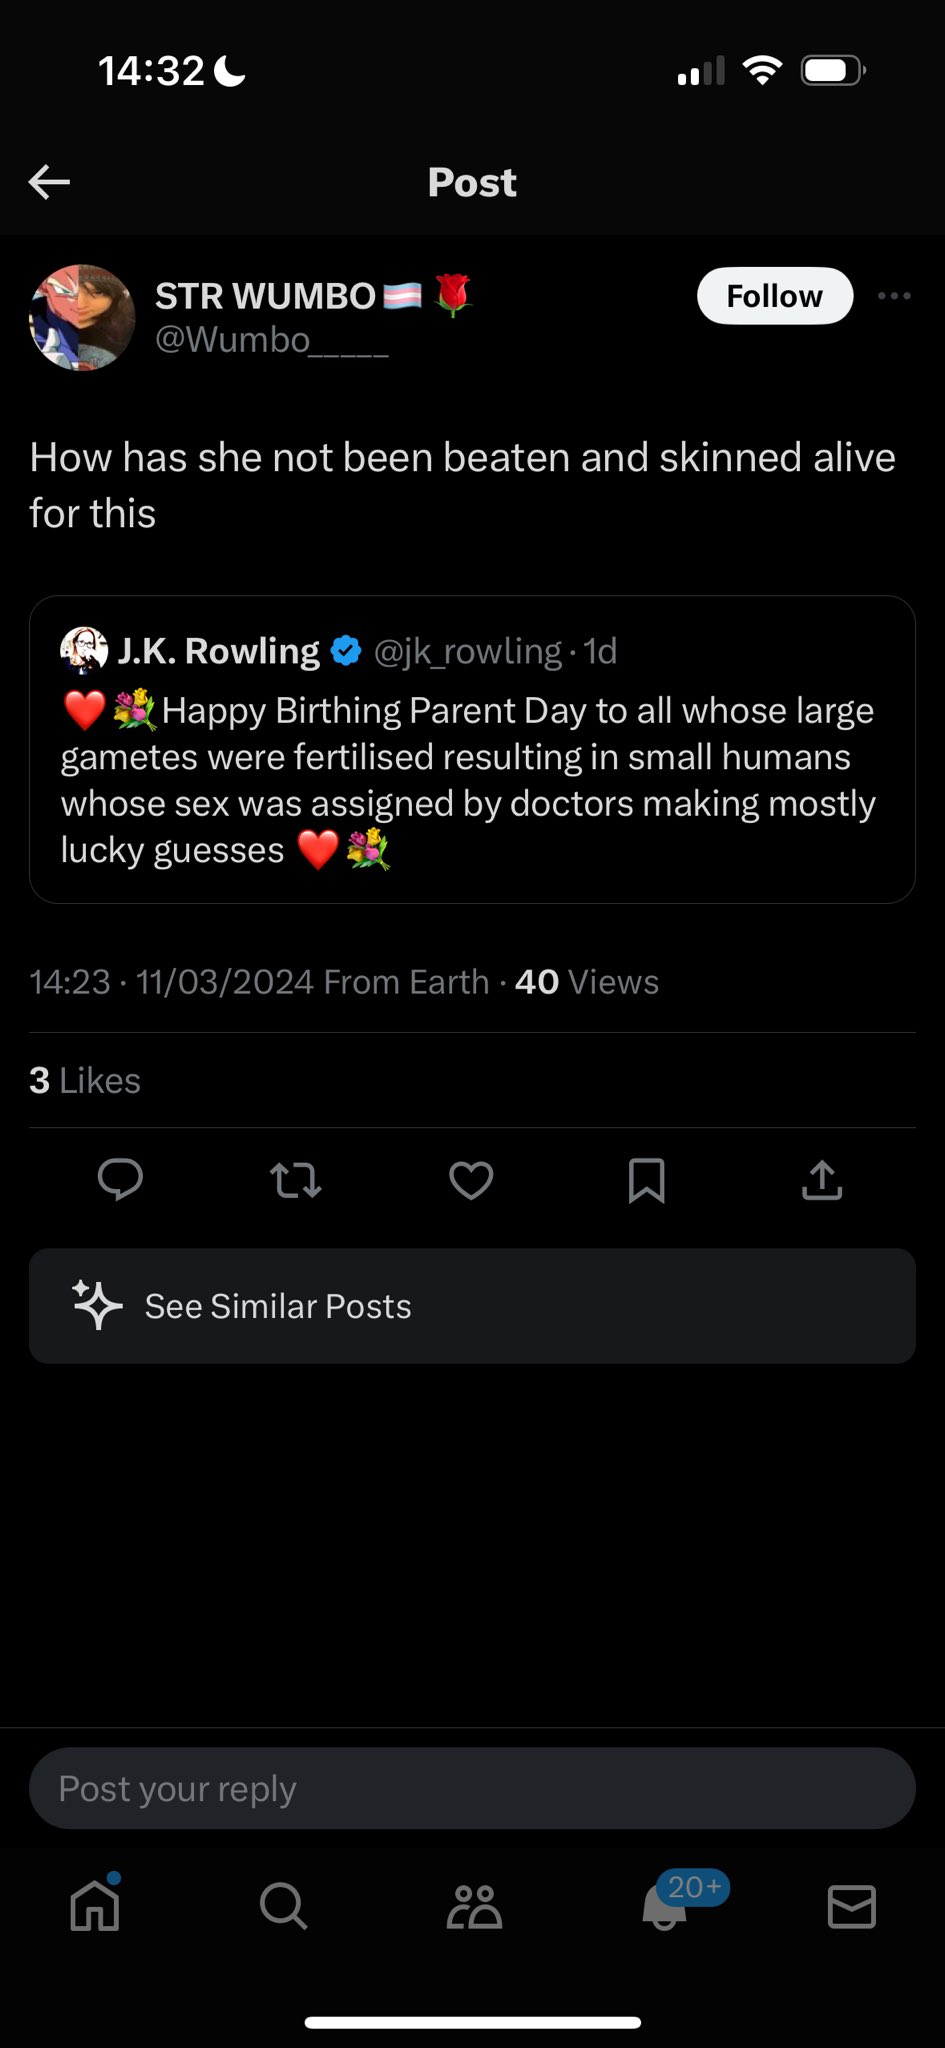 14:32
Post
STR WUMBO🏳️‍⚧️🌹
@Wumbo_____
Follow
How has she not been beaten and skinned alive
for this
J.K. Rowling @jk_rowling · 1d
❤️💐Happy Birthing Parent Day to all whose large
gametes were fertilised resulting in small humans
whose sex was assigned by doctors making mostly
lucky guesses ❤️💐
14:23 · 11/03/2024 From Earth · 40 Views
3 Likes
See Similar Posts
Post your reply
20+